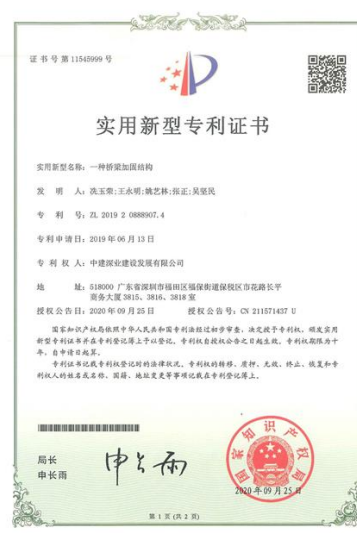 证书号第11545999号
实用新型专利证书
实用新型名称：一种桥梁加固结构
发 明 人：冼玉荣;王永明;姚艺林;张正;吴坚民
专 利 号：ZL 2019 2 0888907.4
专利申请日：2019年06月13日
专 利 权 人：中建深业建设发展有限公司
地 址：518000 广东省深圳市福田区福保街道保税区市花路长平
商务大厦3815、3816、3818室
授权公告日：2020年09月25日 授权公告号：CN 211571437 U
国家知识产权局依照中华人民共和国专利法经过初步审查，决定授予专利权，颁发实用
新型专利证书并在专利登记簿上予以登记。专利权自授权公告之日起生效。专利权期限为十
年，自申请日起算。
专利证书记载专利权登记时的法律状况。专利权的转移、质押、无效、终止、恢复和专
利权人的姓名或名称、国籍、地址变更等事项记载在专利登记簿上。
局长
申长雨
申长雨
国家知识产权局
2020年09月25日
第 1 页 (共 2 页)